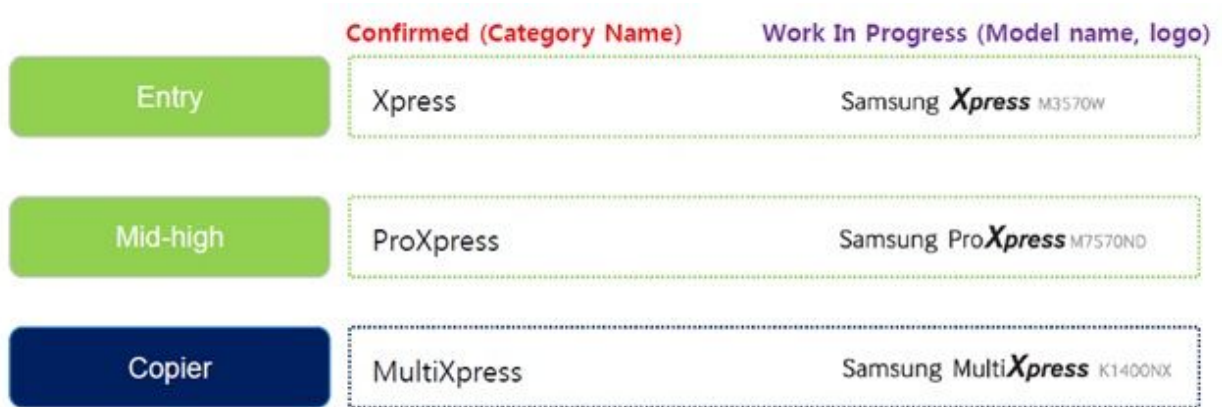 Confirmed (Category Name) Work In Progress (Model name, logo)
Entry Xpress Samsung Xpress M3570W
Mid-high ProXpress Samsung ProXpress M7570ND
Copier MultiXpress Samsung MultiXpress K1400NX